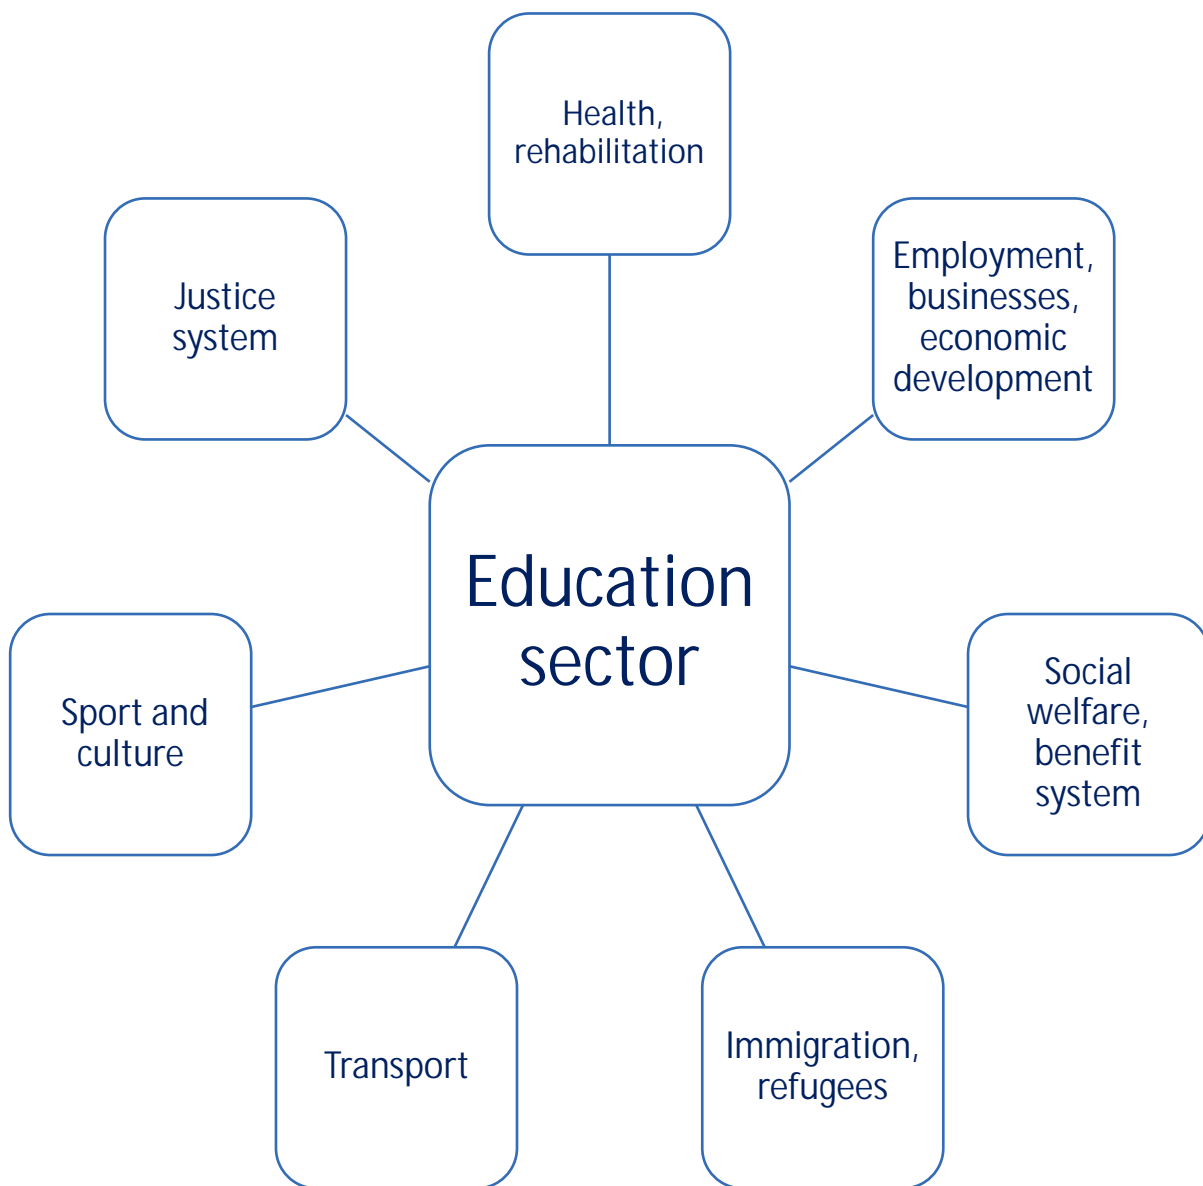 Health,
rehabilitation
Justice
system
Employment,
businesses,
economic
development
Education
sector
Sport and
culture
Social
welfare,
benefit
system
Transport
Immigration,
refugees